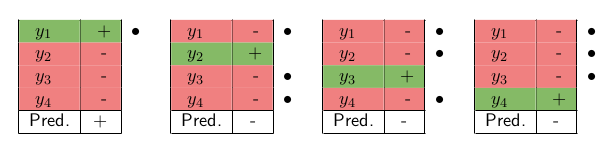 y₁ + • y₁ - • y₁ - • y₁ - •
y₂ - y₂ + y₂ - • y₂ - •
y₃ - y₃ - • y₃ + y₃ - •
y₄ - y₄ - • y₄ - • y₄ +
Pred. + Pred. - Pred. - Pred. -